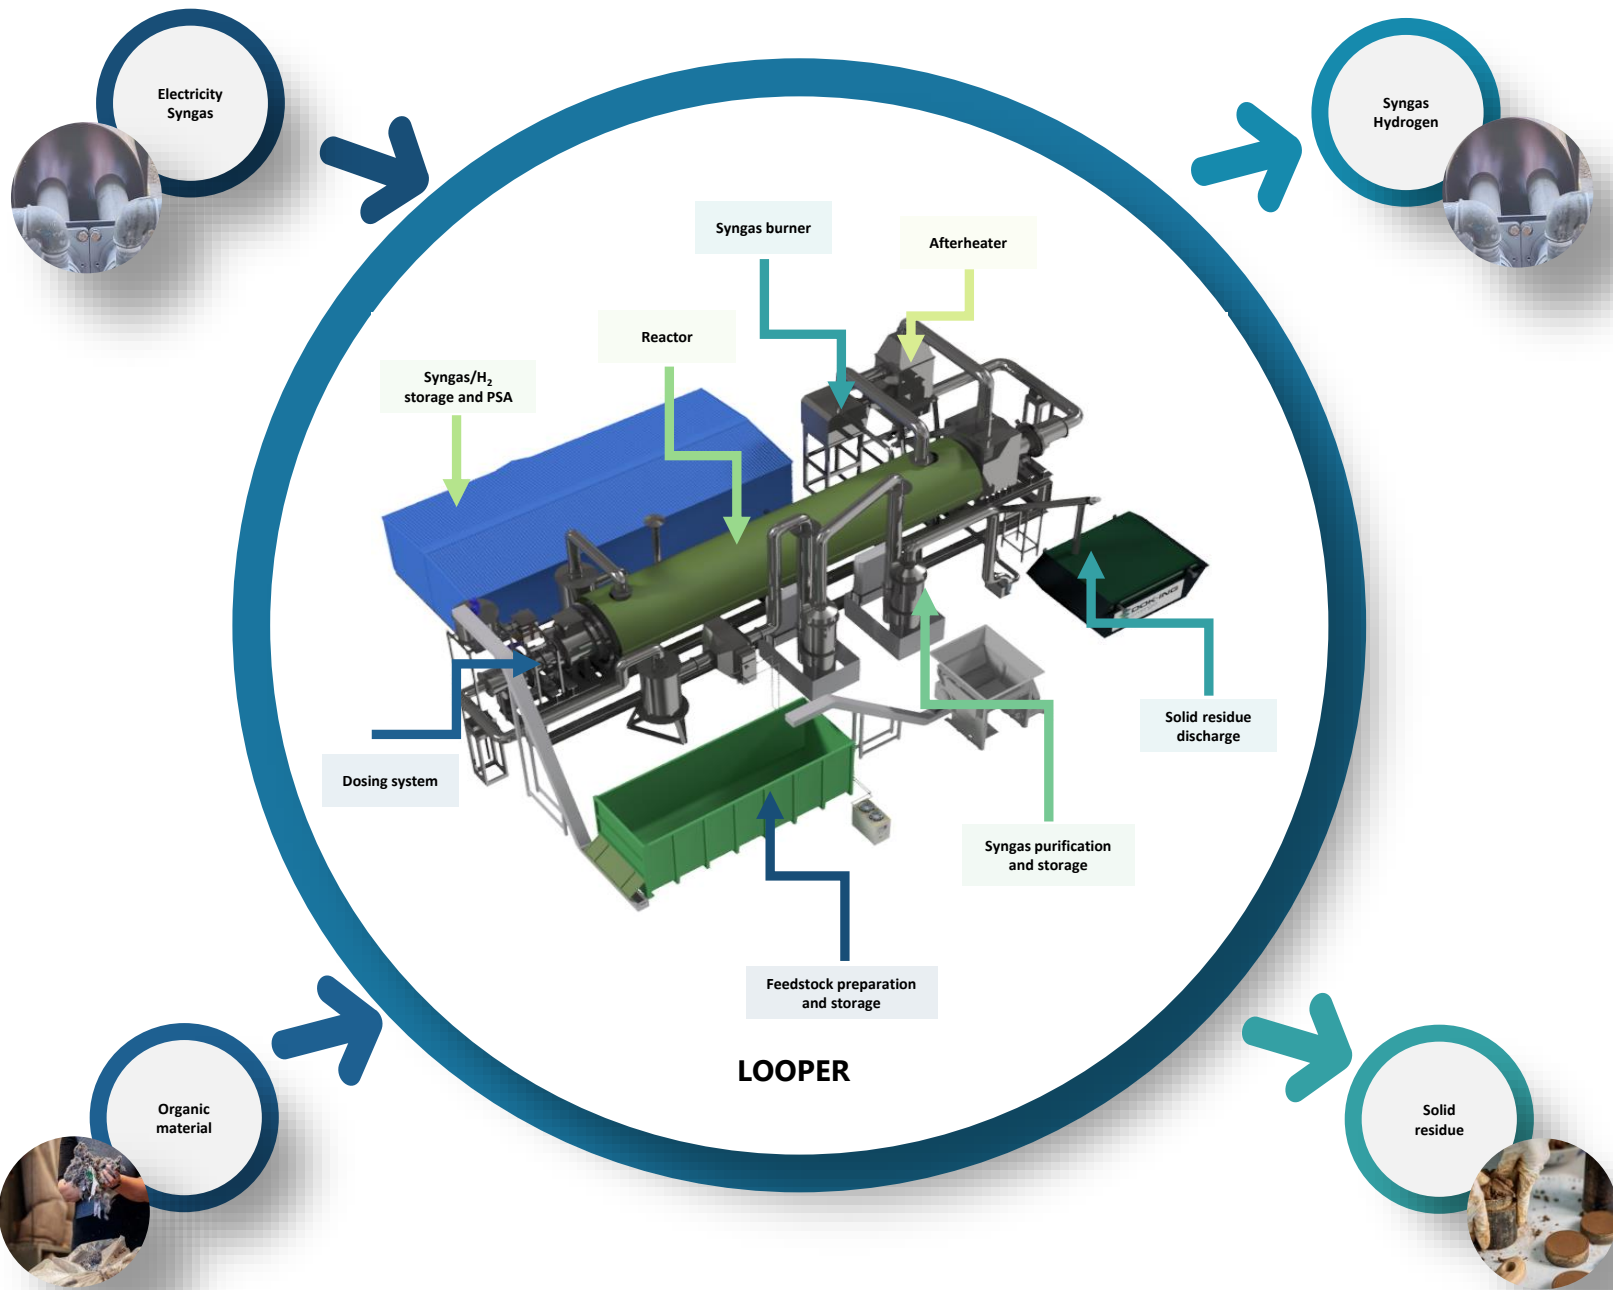 Electricity
Syngas
Syngas
Hydrogen
Syngas burner
Afterheater
Reactor
Syngas/H₂
storage and PSA
Solid residue
discharge
Dosing system
Syngas purification
and storage
Feedstock preparation
and storage
LOOPER
Organic
material
Solid
residue